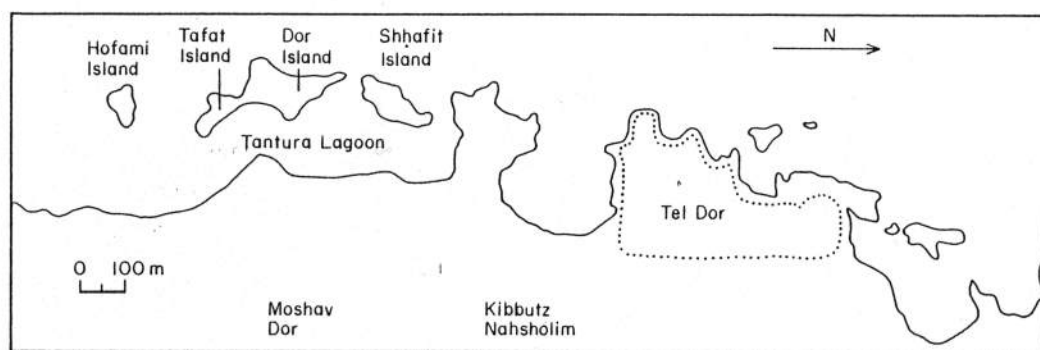 Hofami
Island
Tafat
Island
Dor
Island
Shhafit
Island
N
Tantura Lagoon
Tel Dor
0 100 m
Moshav
Dor
Kibbutz
Nahsholim